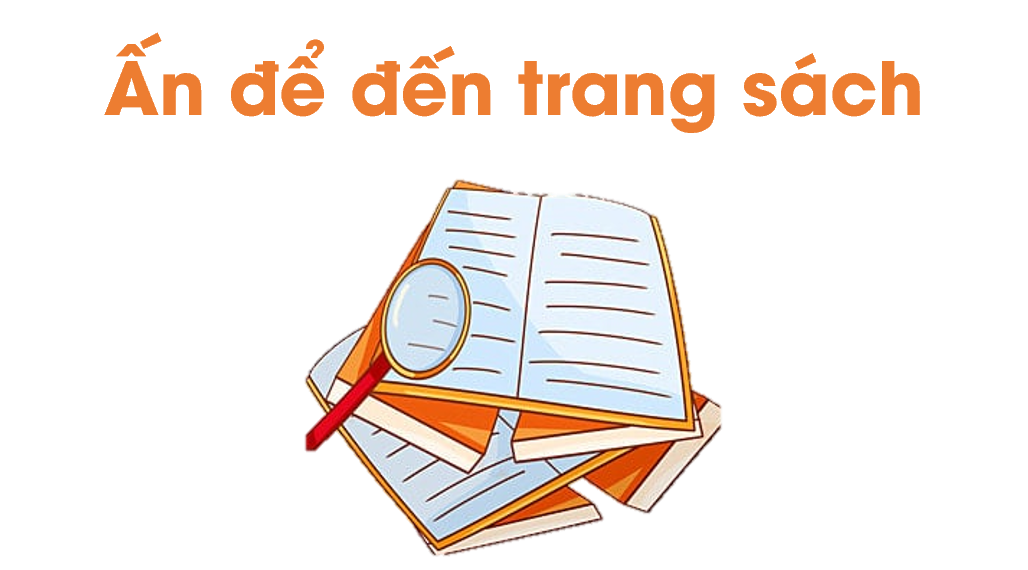 Ấn để đến trang sách